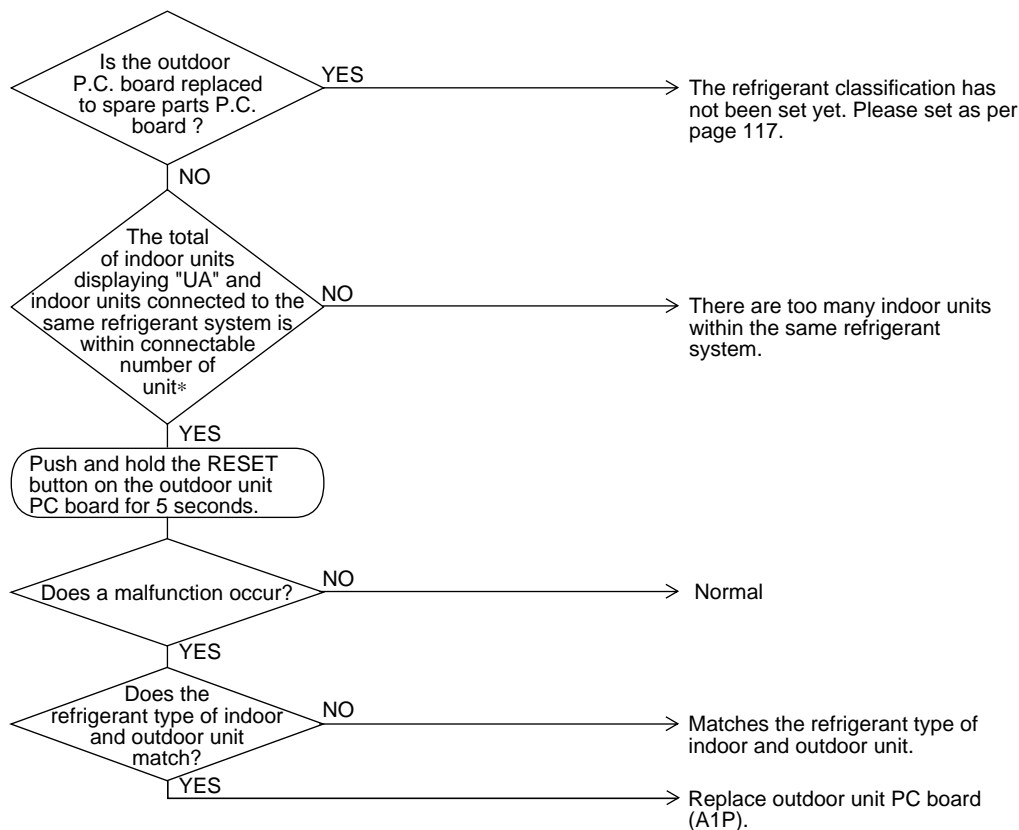 Is the outdoor
P.C. board replaced
to spare parts P.C.
board ?
YES
The refrigerant classification has
not been set yet. Please set as per
page 117.
NO
The total
of indoor units
displaying "UA" and
indoor units connected to the
same refrigerant system is
within connectable
number of
unit*
NO
There are too many indoor units
within the same refrigerant
system.
YES
Push and hold the RESET
button on the outdoor unit
PC board for 5 seconds.
Does a malfunction occur?
NO
Normal
YES
Does the
refrigerant type of indoor
and outdoor unit
match?
NO
Matches the refrigerant type of
indoor and outdoor unit.
YES
Replace outdoor unit PC board
(A1P).